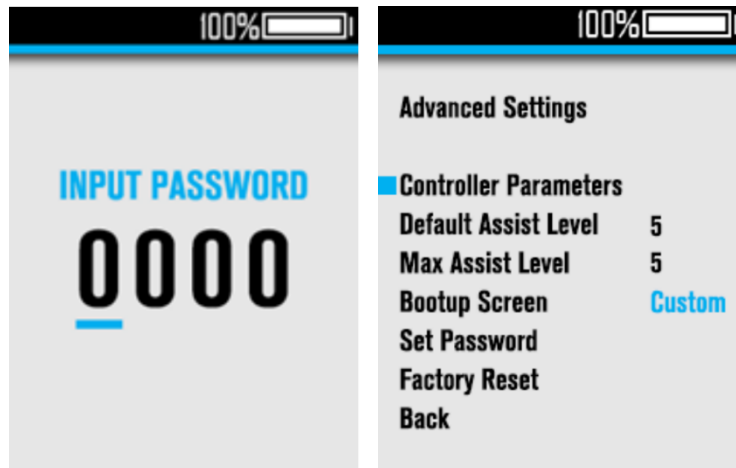 100%
INPUT PASSWORD
0000
100%
Advanced Settings
Controller Parameters
Default Assist Level 5
Max Assist Level 5
Bootup Screen Custom
Set Password
Factory Reset
Back